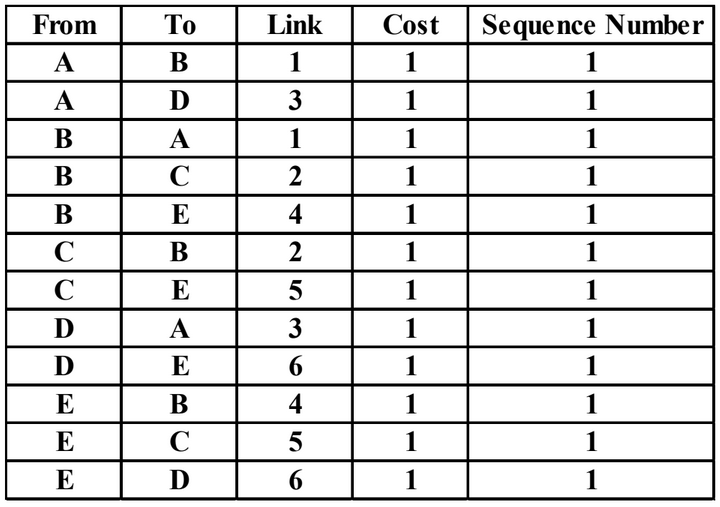 From To Link Cost Sequence Number
A B 1 1 1
A D 3 1 1
B A 1 1 1
B C 2 1 1
B E 4 1 1
C B 2 1 1
C E 5 1 1
D A 3 1 1
D E 6 1 1
E B 4 1 1
E C 5 1 1
E D 6 1 1